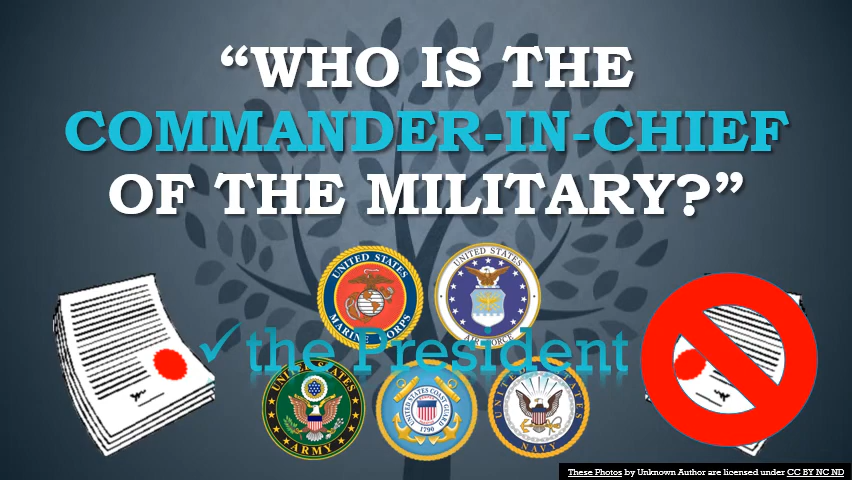 “WHO IS THE
COMMANDER-IN-CHIEF
OF THE MILITARY?”
UNITED STATES
MARINE CORPS
UNITED STATES
AIR FORCE
✓the President
UNITED STATES
ARMY
UNITED STATES COAST GUARD
1790
UNITED STATES
NAVY
These Photos by Unknown Author are licensed under CC BY NC ND